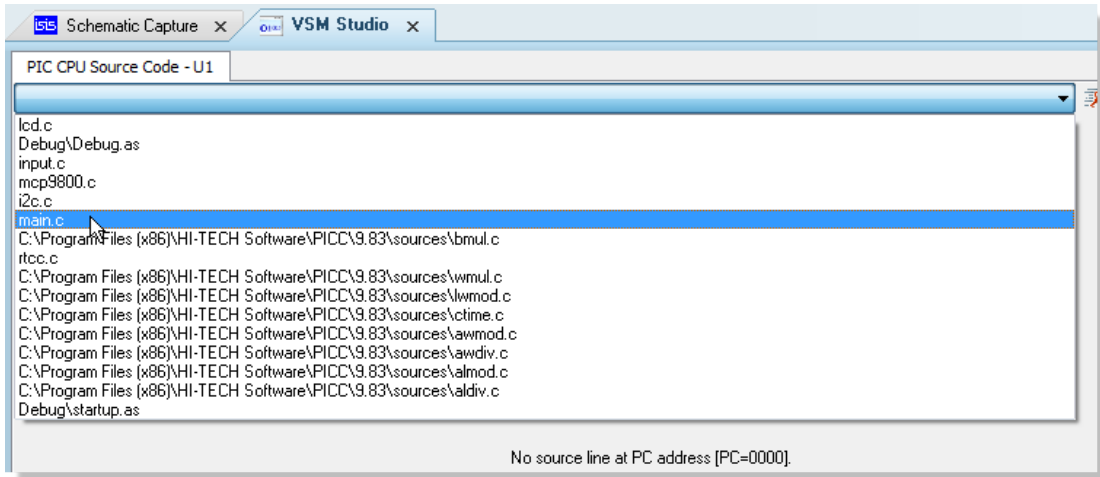 isis Schematic Capture x VSM Studio x
PIC CPU Source Code - U1
lcd.c
Debug\Debug.as
input.c
mcp9800.c
i2c.c
main.c
C:\Program Files (x86)\HI-TECH Software\PICC\9.83\sources\bmul.c
rtcc.c
C:\Program Files (x86)\HI-TECH Software\PICC\9.83\sources\wmul.c
C:\Program Files (x86)\HI-TECH Software\PICC\9.83\sources\lwmod.c
C:\Program Files (x86)\HI-TECH Software\PICC\9.83\sources\ctime.c
C:\Program Files (x86)\HI-TECH Software\PICC\9.83\sources\awmod.c
C:\Program Files (x86)\HI-TECH Software\PICC\9.83\sources\awdiv.c
C:\Program Files (x86)\HI-TECH Software\PICC\9.83\sources\almod.c
C:\Program Files (x86)\HI-TECH Software\PICC\9.83\sources\aldiv.c
Debug\startup.as
No source line at PC address [PC=0000].